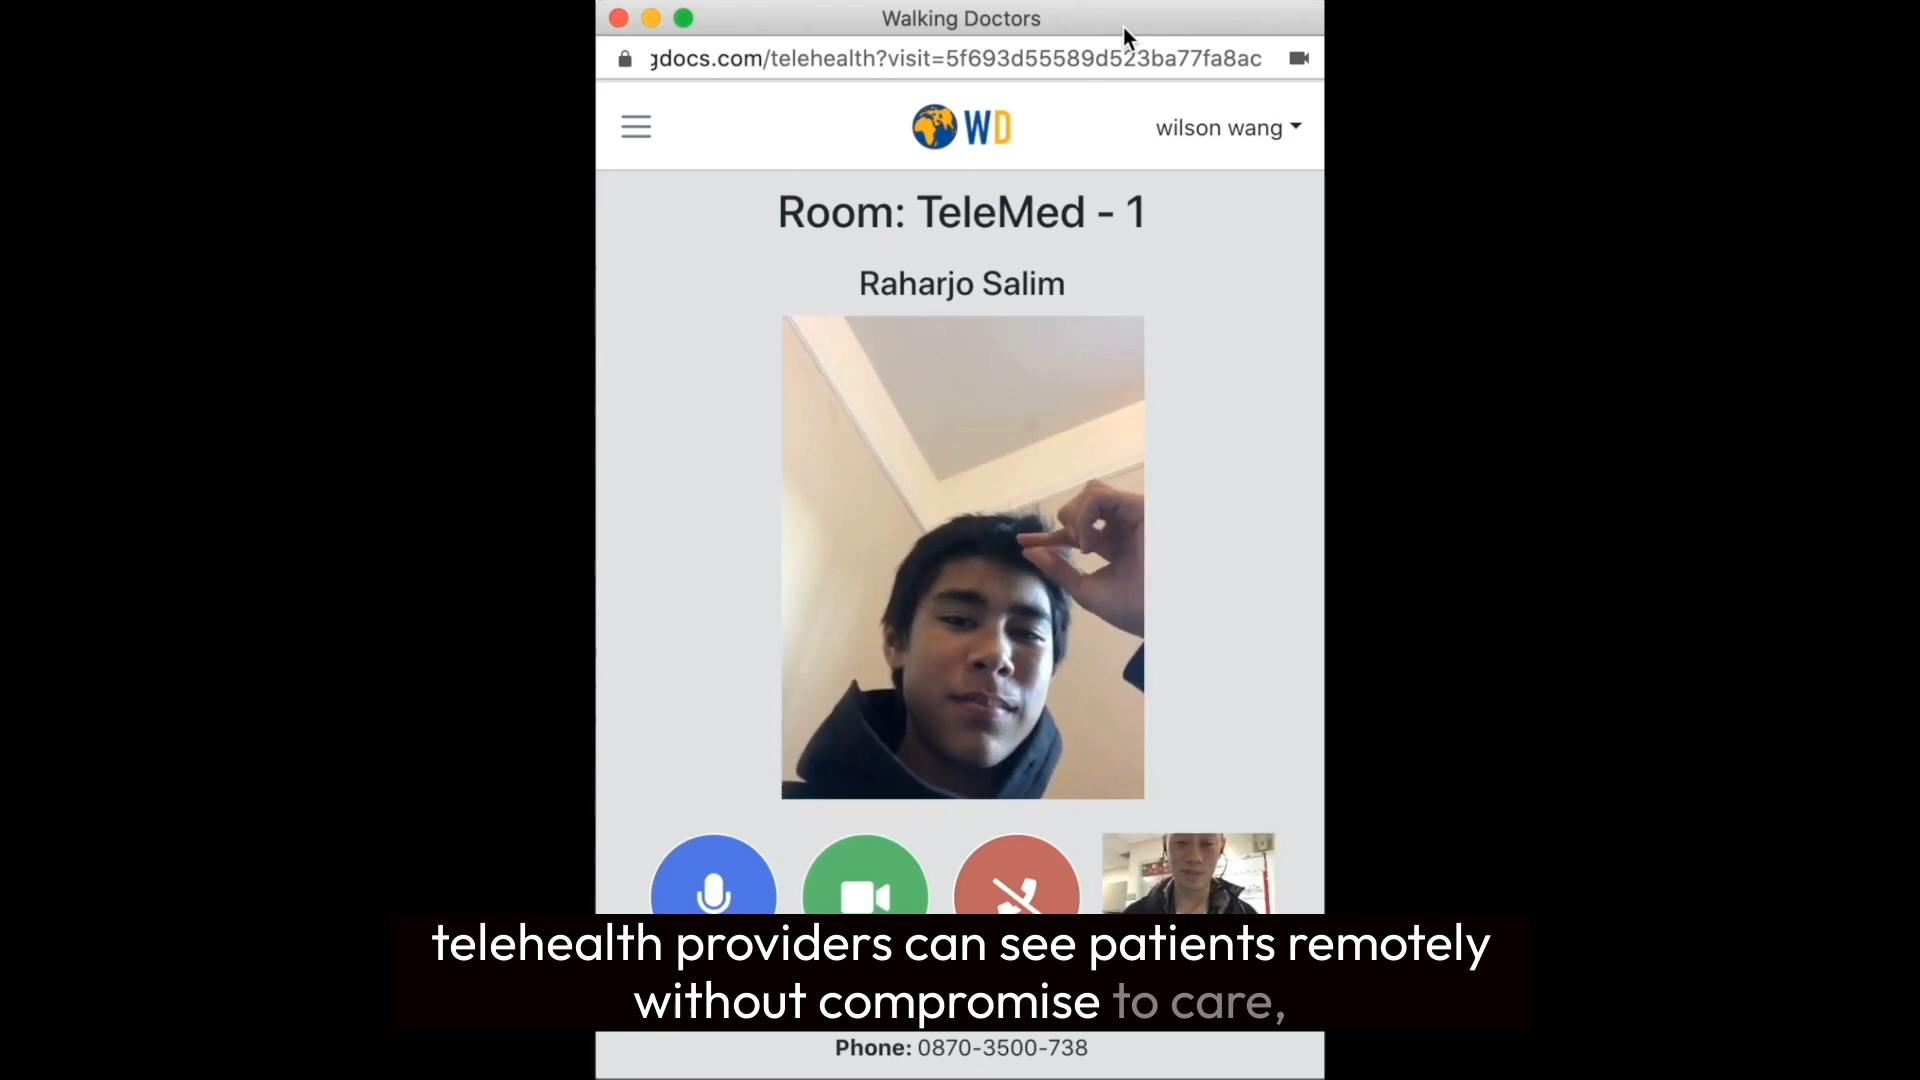 Walking Doctors
gdocs.com/telehealth?visit=5f693d55589d523ba77fa8ac
WD
wilson wang
Room: TeleMed - 1
Raharjo Salim
telehealth providers can see patients remotely
without compromise to care,
Phone: 0870-3500-738